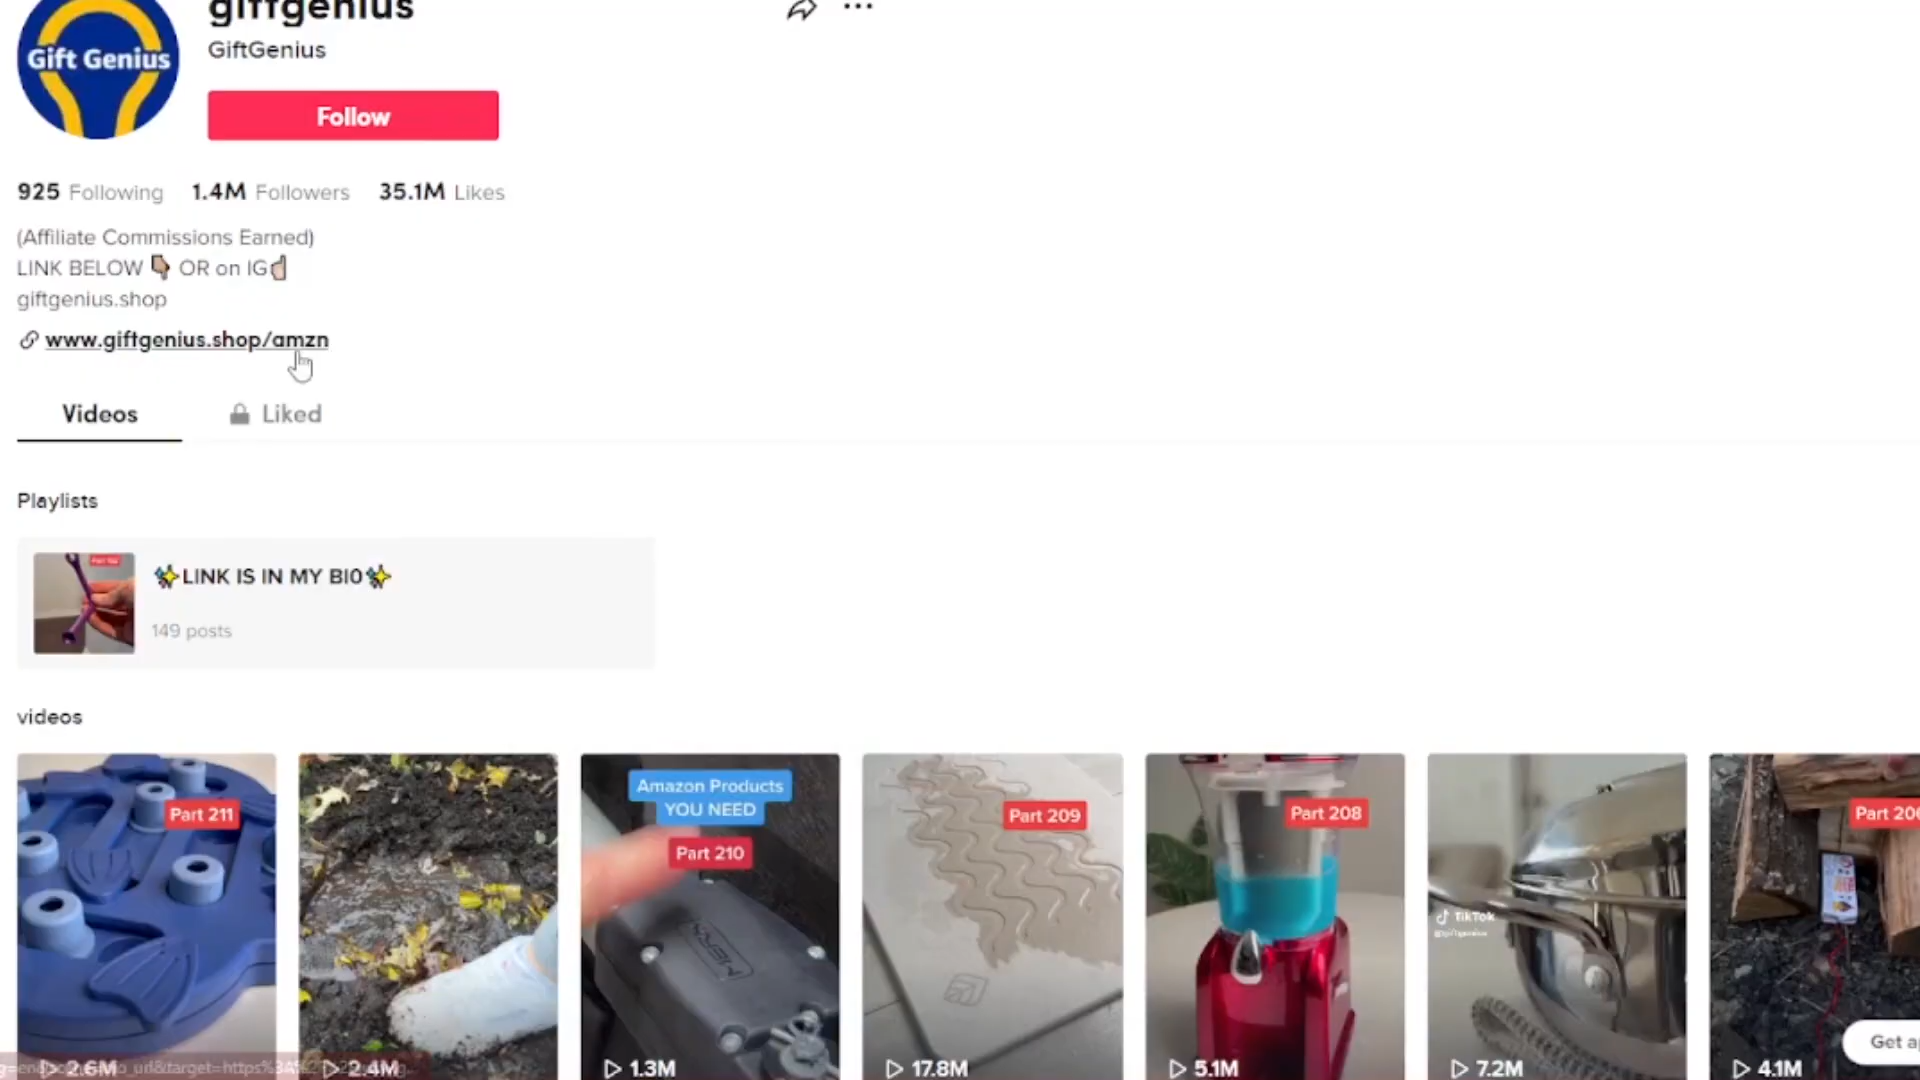 giftgenius
Gift Genius
GiftGenius
Follow
925 Following 1.4M Followers 35.1M Likes
(Affiliate Commissions Earned)
LINK BELOW 👇🏽 OR on IG☝🏼
giftgenius.shop
www.giftgenius.shop/amzn
Videos
Liked
Playlists
✨LINK IS IN MY BIO✨
149 posts
videos
Part 211
Amazon Products
YOU NEED
Part 210
Part 209
Part 208
TikTok
@giftgenius
Get
2.6M
2.4M
1.3M
17.8M
5.1M
7.2M
4.1M